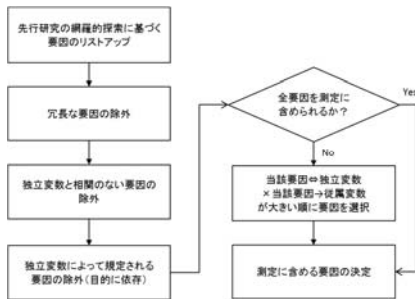 先行研究の網羅的探索に基づく
要因のリストアップ
冗長な要因の除外
独立変数と相関のない要因の
除外
独立変数によって規定される
要因の除外(目的に依存)
全要因を測定に
含められるか？
Yes
No
当該要因⇔独立変数
×当該要因→従属変数
が大きい順に要因を選択
測定に含める要因の決定